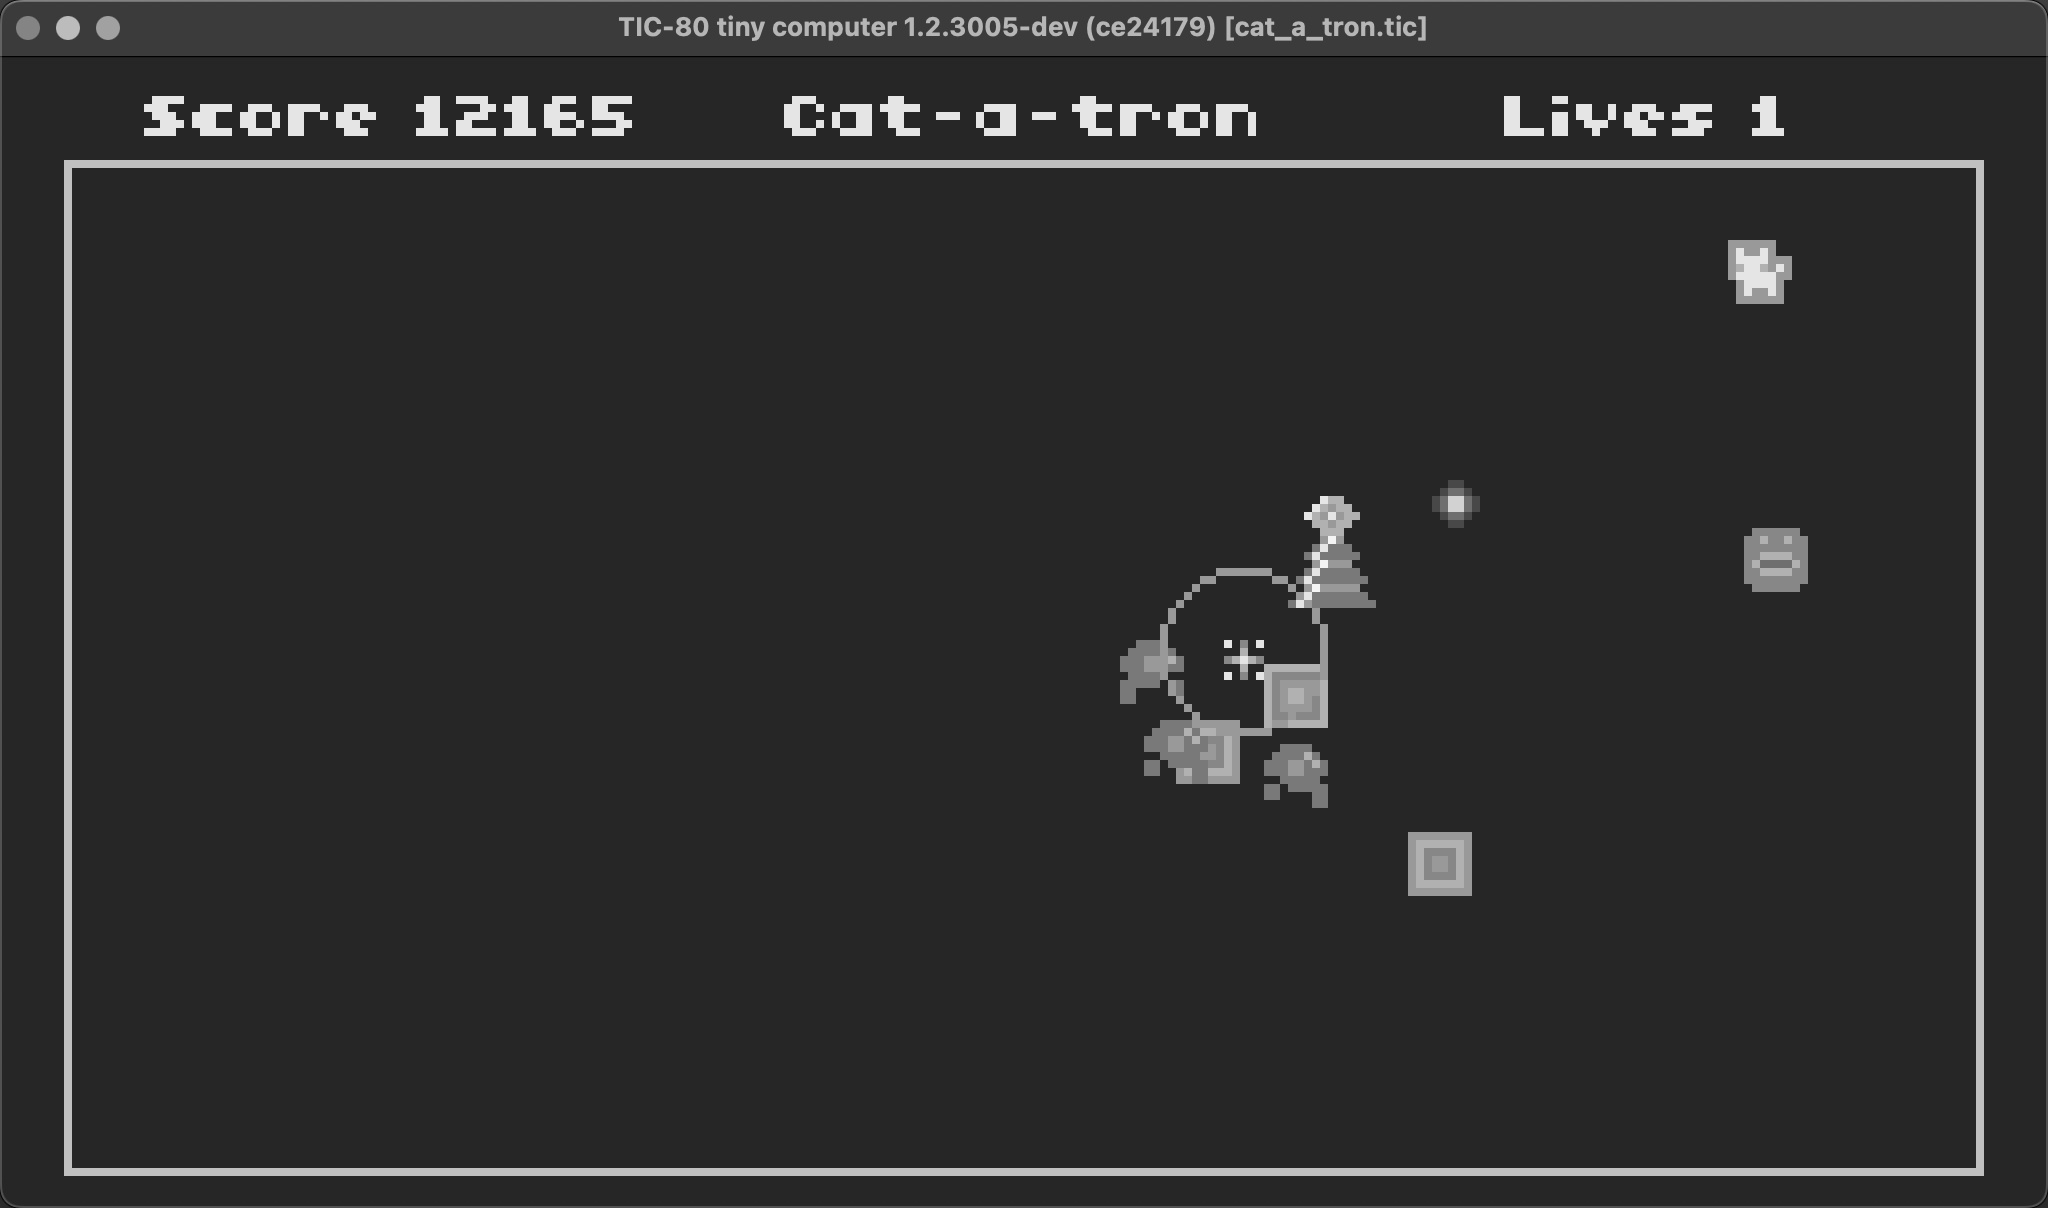 TIC-80 tiny computer 1.2.3005-dev (ce24179) [cat_a_tron.tic]
Score 12165 Cat-a-tron Lives 1